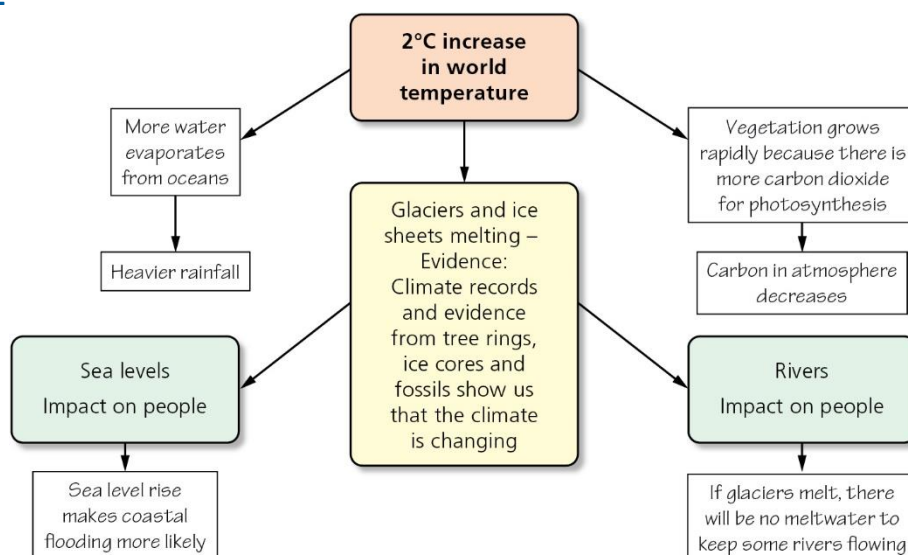 2°C increase
in world
temperature
More water
evaporates
from oceans
Heavier rainfall
Vegetation grows
rapidly because there is
more carbon dioxide
for photosynthesis
Carbon in atmosphere
decreases
Glaciers and ice
sheets melting –
Evidence:
Climate records
and evidence
from tree rings,
ice cores and
fossils show us
that the climate
is changing
Sea levels
Impact on people
Sea level rise
makes coastal
flooding more likely
Rivers
Impact on people
If glaciers melt, there
will be no meltwater to
keep some rivers flowing